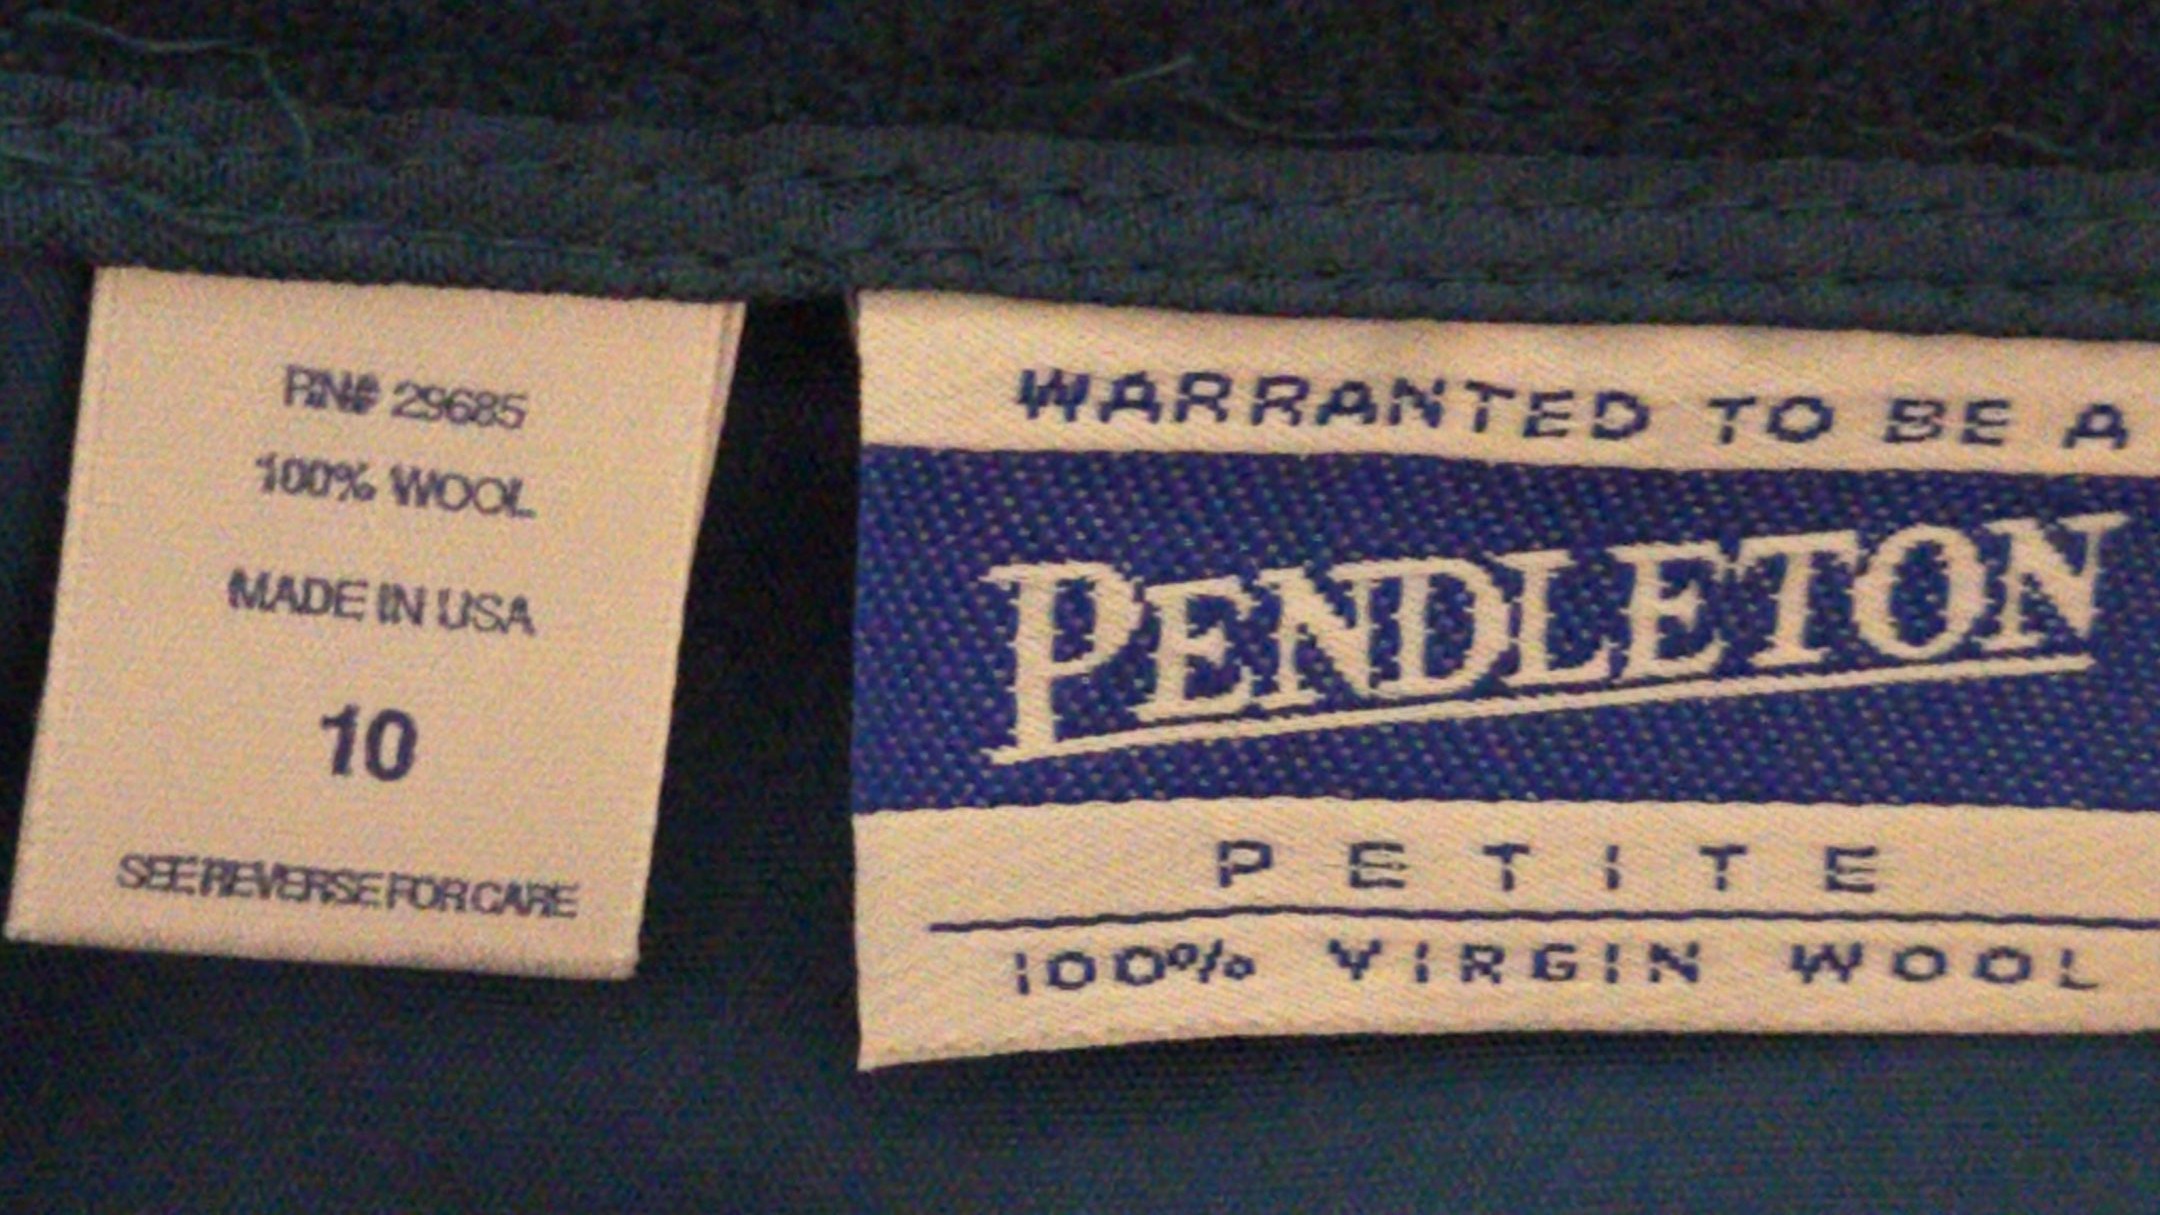 RN# 29685
100% WOOL
MADE IN USA
10
SEE REVERSE FOR CARE
WARRANTED TO BE A
PENDLETON
PETITE
100% VIRGIN WOOL